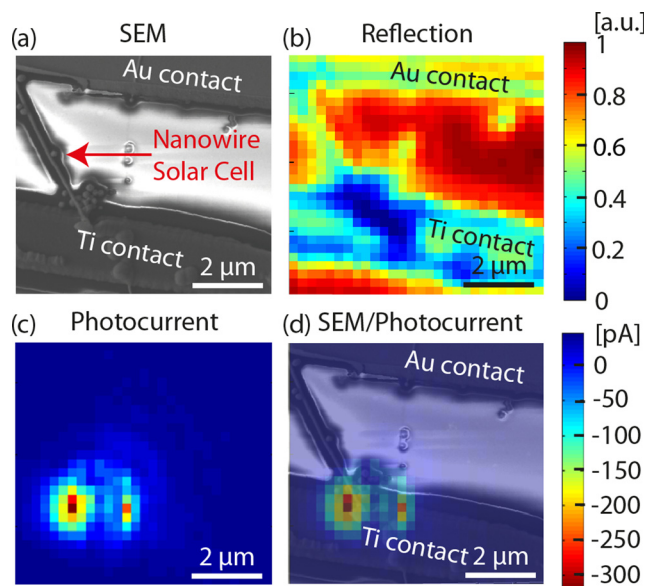 [a.u.]
(a) SEM
(b) Reflection
Au contact
Au contact
1
0.8
0.6
0.4
0.2
0
Nanowire
Solar Cell
Ti contact
Ti contact
2 μm
2 μm
(c) Photocurrent
(d) SEM/Photocurrent
[pA]
Au contact
0
-50
-100
-150
-200
-250
-300
Ti contact
2 μm
2 μm